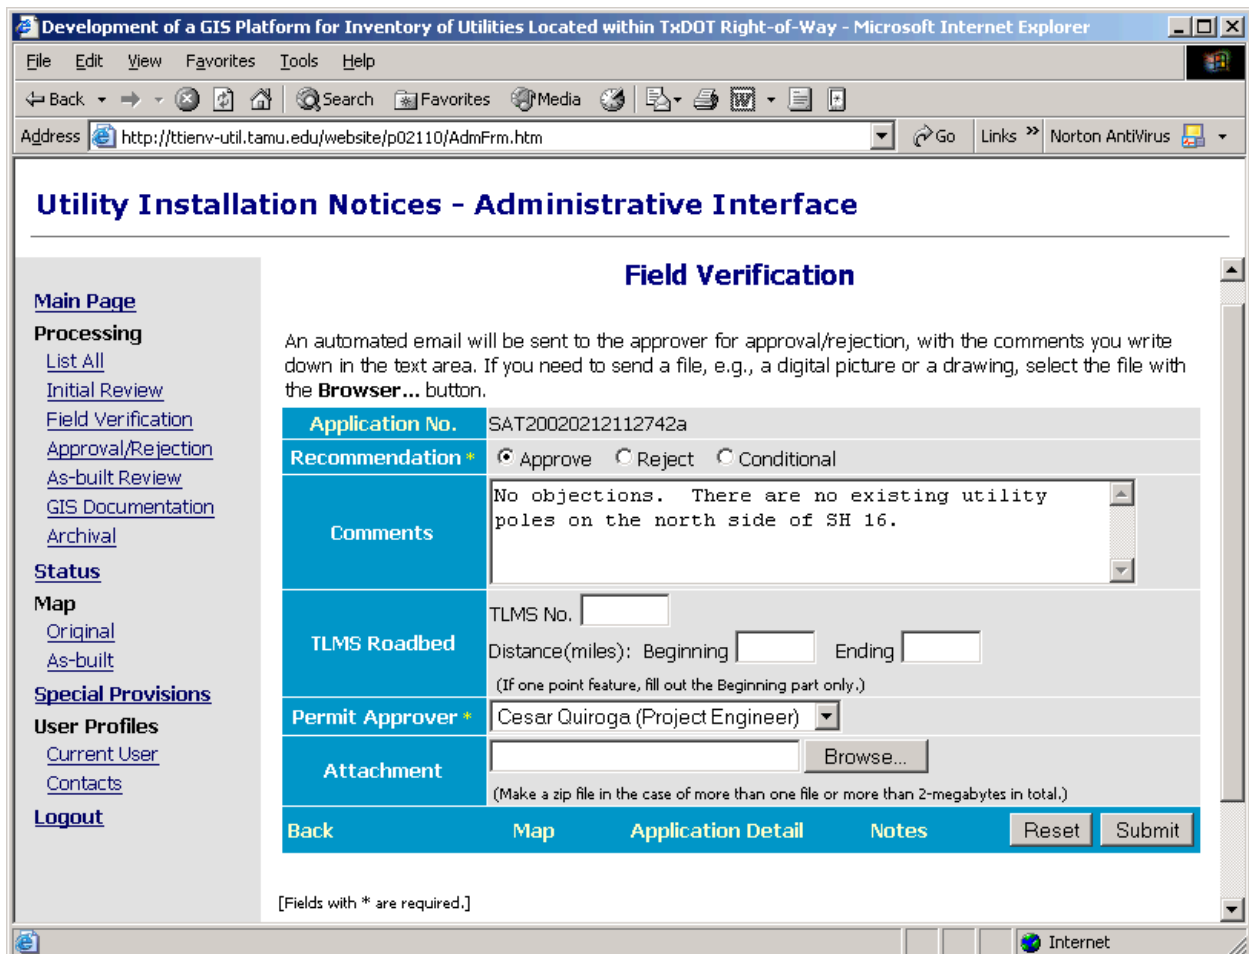 Development of a GIS Platform for Inventory of Utilities Located within TxDOT Right-of-Way - Microsoft Internet Explorer
File Edit View Favorites Tools Help
Back Search Favorites Media
Address http://ttienv-util.tamu.edu/website/p02110/AdmFrm.htm Go Links » Norton AntiVirus
Utility Installation Notices - Administrative Interface
Main Page
Processing
List All
Initial Review
Field Verification
Approval/Rejection
As-built Review
GIS Documentation
Archival
Status
Map
Original
As-built
Special Provisions
User Profiles
Current User
Contacts
Logout
Field Verification
An automated email will be sent to the approver for approval/rejection, with the comments you write
down in the text area. If you need to send a file, e.g., a digital picture or a drawing, select the file with
the Browser... button.
Application No. SAT20020212112742a
Recommendation * Approve Reject Conditional
Comments
No objections. There are no existing utility
poles on the north side of SH 16.
TLMS Roadbed
TLMS No.
Distance(miles): Beginning Ending
(If one point feature, fill out the Beginning part only.)
Permit Approver * Cesar Quiroga (Project Engineer)
Attachment Browse...
(Make a zip file in the case of more than one file or more than 2-megabytes in total.)
Back Map Application Detail Notes Reset Submit
[Fields with * are required.]
Internet